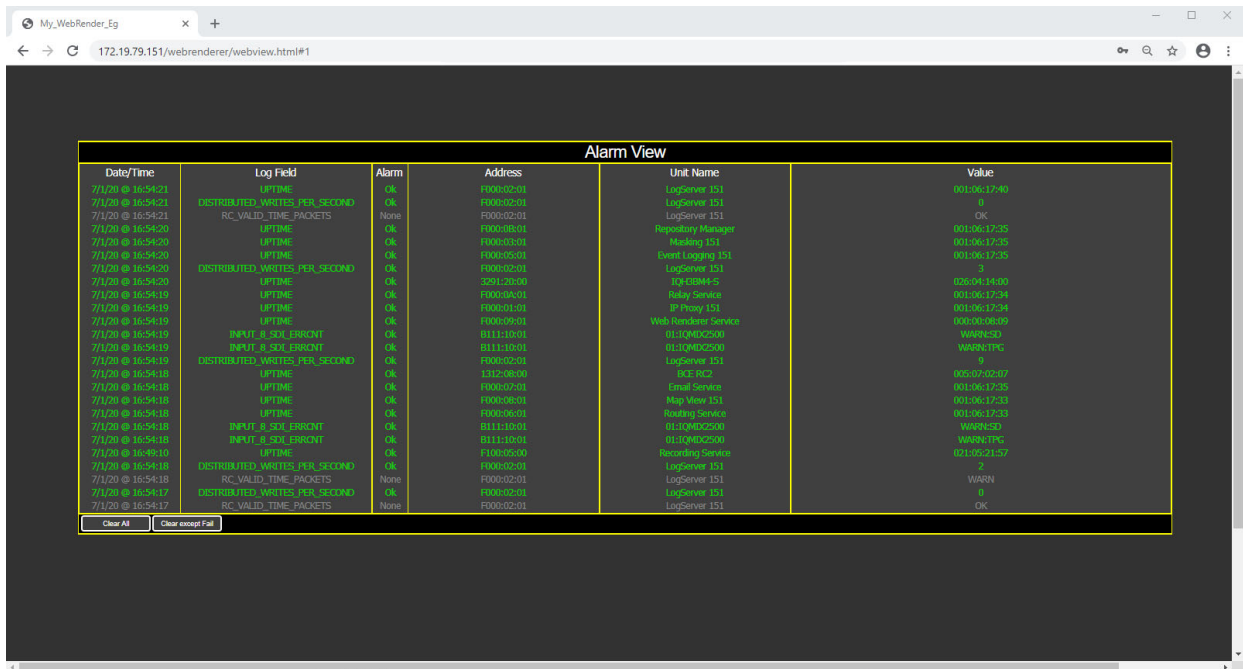 My_WebRender_Eg
172.19.79.151/webrenderer/webview.html#1
Alarm View
Date/Time Log Field Alarm Address Unit Name Value
7/1/20 @ 16:54:21 UPTIME Ok F000:02:01 LogServer 151 001:06:17:40
7/1/20 @ 16:54:21 DISTRIBUTED_WRITES_PER_SECOND Ok F000:02:01 LogServer 151 0
7/1/20 @ 16:54:21 RC_VALID_TIME_PACKETS None F000:02:01 LogServer 151 OK
7/1/20 @ 16:54:20 UPTIME Ok F000:0B:01 Repository Manager 001:06:17:35
7/1/20 @ 16:54:20 UPTIME Ok F000:03:01 Masking 151 001:06:17:35
7/1/20 @ 16:54:20 UPTIME Ok F000:05:01 Event Logging 151 001:06:17:35
7/1/20 @ 16:54:20 DISTRIBUTED_WRITES_PER_SECOND Ok F000:02:01 LogServer 151 3
7/1/20 @ 16:54:20 UPTIME Ok 3291:20:00 IQH3BM4-S 026:04:14:00
7/1/20 @ 16:54:19 UPTIME Ok F000:0A:01 Relay Service 001:06:17:34
7/1/20 @ 16:54:19 UPTIME Ok F000:01:01 IP Proxy 151 001:06:17:34
7/1/20 @ 16:54:19 UPTIME Ok F000:09:01 Web Renderer Service 000:00:08:09
7/1/20 @ 16:54:19 INPUT_8_SDI_ERRCNT Ok B111:10:01 01:IQMIX2500 WARN:SD
7/1/20 @ 16:54:19 INPUT_8_SDI_ERRCNT Ok B111:10:01 01:IQMIX2500 WARN:TPG
7/1/20 @ 16:54:19 DISTRIBUTED_WRITES_PER_SECOND Ok F000:02:01 LogServer 151 9
7/1/20 @ 16:54:18 UPTIME Ok 1312:08:00 BCE RC2 005:07:02:07
7/1/20 @ 16:54:18 UPTIME Ok F000:07:01 Email Service 001:06:17:35
7/1/20 @ 16:54:18 UPTIME Ok F000:08:01 Map View 151 001:06:17:33
7/1/20 @ 16:54:18 UPTIME Ok F000:06:01 Routing Service 001:06:17:33
7/1/20 @ 16:54:18 INPUT_8_SDI_ERRCNT Ok B111:10:01 01:IQMIX2500 WARN:SD
7/1/20 @ 16:54:18 INPUT_8_SDI_ERRCNT Ok B111:10:01 01:IQMIX2500 WARN:TPG
7/1/20 @ 16:49:10 UPTIME Ok F100:05:00 Recording Service 021:05:21:57
7/1/20 @ 16:54:18 DISTRIBUTED_WRITES_PER_SECOND Ok F000:02:01 LogServer 151 2
7/1/20 @ 16:54:18 RC_VALID_TIME_PACKETS None F000:02:01 LogServer 151 WARN
7/1/20 @ 16:54:17 DISTRIBUTED_WRITES_PER_SECOND Ok F000:02:01 LogServer 151 0
7/1/20 @ 16:54:17 RC_VALID_TIME_PACKETS None F000:02:01 LogServer 151 OK
Clear All Clear except Fail